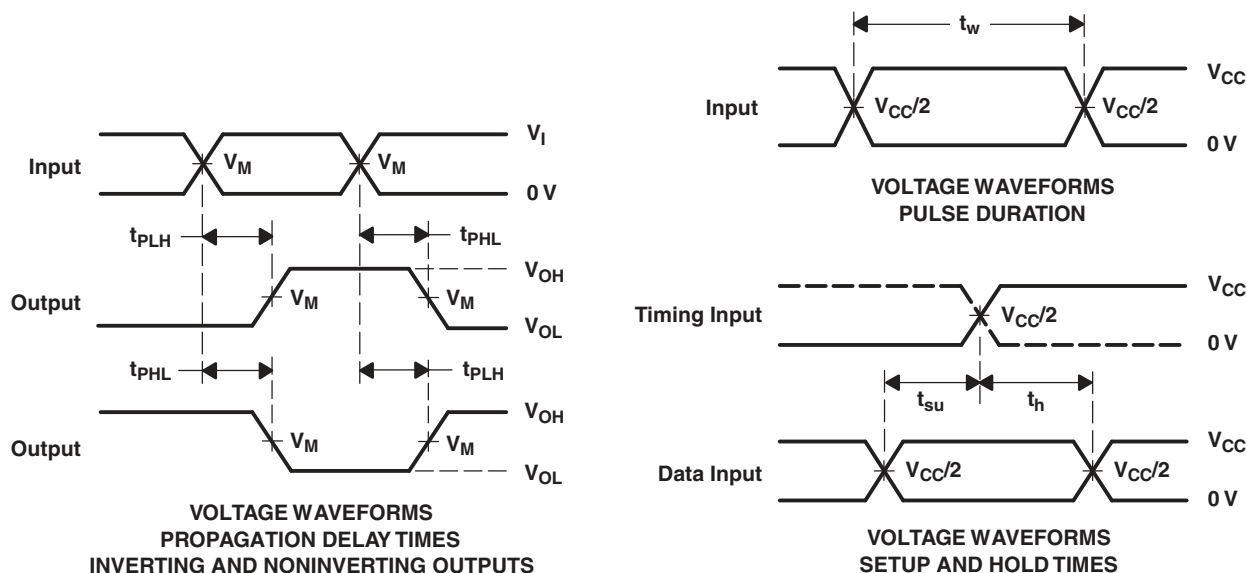 V_I
Input
V_M
V_M
0 V
t_PLH
t_PHL
V_OH
Output
V_M
V_M
V_OL
t_PHL
t_PLH
V_OH
Output
V_M
V_M
V_OL
VOLTAGE WAVEFORMS
PROPAGATION DELAY TIMES
INVERTING AND NONINVERTING OUTPUTS
t_w
V_CC
Input
V_CC/2
V_CC/2
0 V
VOLTAGE WAVEFORMS
PULSE DURATION
V_CC
Timing Input
V_CC/2
0 V
t_su
t_h
V_CC
Data Input
V_CC/2
V_CC/2
0 V
VOLTAGE WAVEFORMS
SETUP AND HOLD TIMES